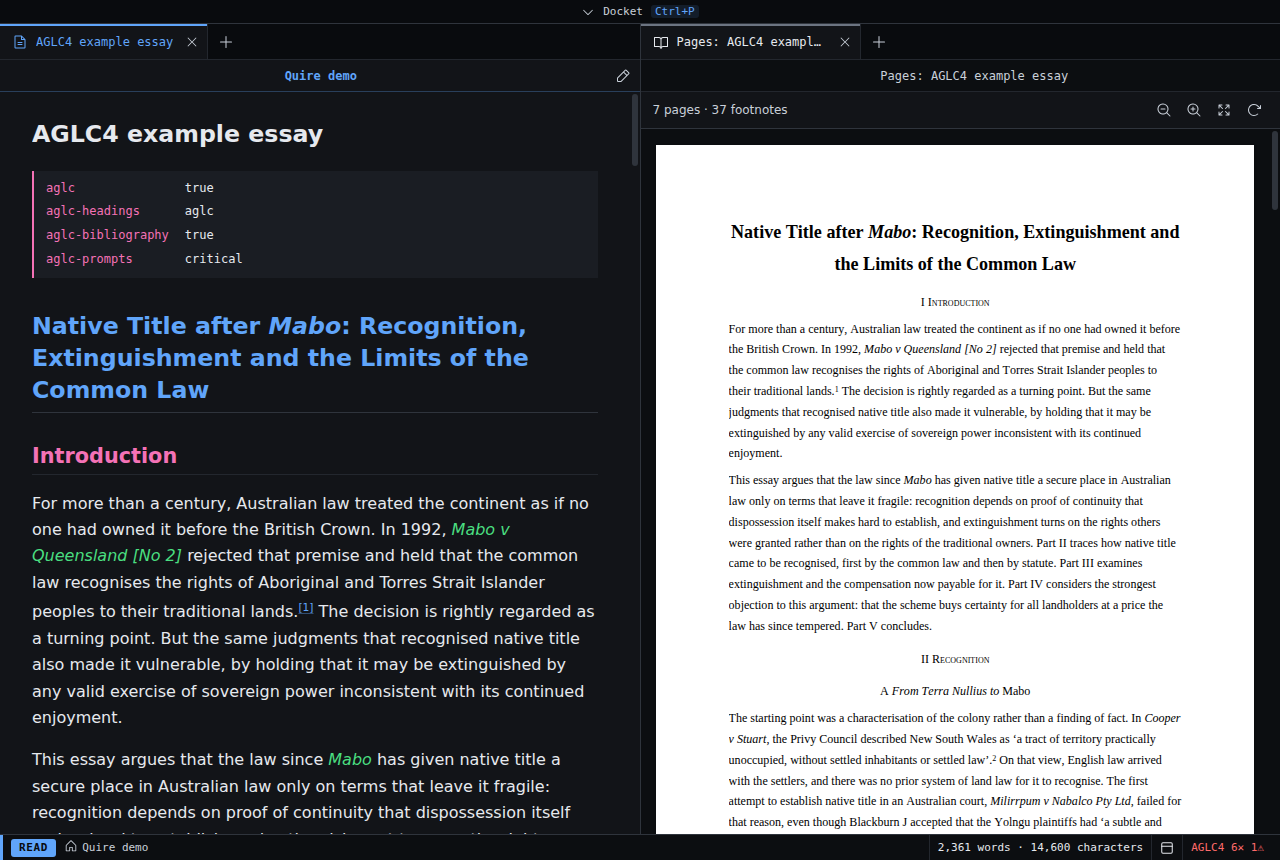 Docket Ctrl+P
AGLC4 example essay
Pages: AGLC4 exampl…
Quire demo
Pages: AGLC4 example essay
7 pages · 37 footnotes
AGLC4 example essay
aglc true
aglc-headings aglc
aglc-bibliography true
aglc-prompts critical
Native Title after Mabo: Recognition,
Extinguishment and the Limits of the
Common Law
Introduction
For more than a century, Australian law treated the continent as if no
one had owned it before the British Crown. In 1992, Mabo v
Queensland [No 2] rejected that premise and held that the common
law recognises the rights of Aboriginal and Torres Strait Islander
peoples to their traditional lands.[1] The decision is rightly regarded as
a turning point. But the same judgments that recognised native title
also made it vulnerable, by holding that it may be extinguished by
any valid exercise of sovereign power inconsistent with its continued
enjoyment.
This essay argues that the law since Mabo has given native title a
secure place in Australian law only on terms that leave it fragile:
recognition depends on proof of continuity that dispossession itself
Native Title after Mabo: Recognition, Extinguishment and
the Limits of the Common Law
I Introduction
For more than a century, Australian law treated the continent as if no one had owned it before
the British Crown. In 1992, Mabo v Queensland [No 2] rejected that premise and held that
the common law recognises the rights of Aboriginal and Torres Strait Islander peoples to
their traditional lands.1 The decision is rightly regarded as a turning point. But the same
judgments that recognised native title also made it vulnerable, by holding that it may be
extinguished by any valid exercise of sovereign power inconsistent with its continued
enjoyment.
This essay argues that the law since Mabo has given native title a secure place in Australian
law only on terms that leave it fragile: recognition depends on proof of continuity that
dispossession itself makes hard to establish, and extinguishment turns on the rights others
were granted rather than on the rights of the traditional owners. Part II traces how native title
came to be recognised, first by the common law and then by statute. Part III examines
extinguishment and the compensation now payable for it. Part IV considers the strongest
objection to this argument: that the scheme buys certainty for all landholders at a price the
law has since tempered. Part V concludes.
II Recognition
A From Terra Nullius to Mabo
The starting point was a characterisation of the colony rather than a finding of fact. In Cooper
v Stuart, the Privy Council described New South Wales as ‘a tract of territory practically
unoccupied, without settled inhabitants or settled law’.2 On that view, English law arrived
with the settlers, and there was no prior system of land law for it to recognise. The first
attempt to establish native title in an Australian court, Milirrpum v Nabalco Pty Ltd, failed for
that reason, even though Blackburn J accepted that the Yolngu plaintiffs had ‘a subtle and
READ Quire demo
2,361 words · 14,600 characters
AGLC4 6× 1⚠